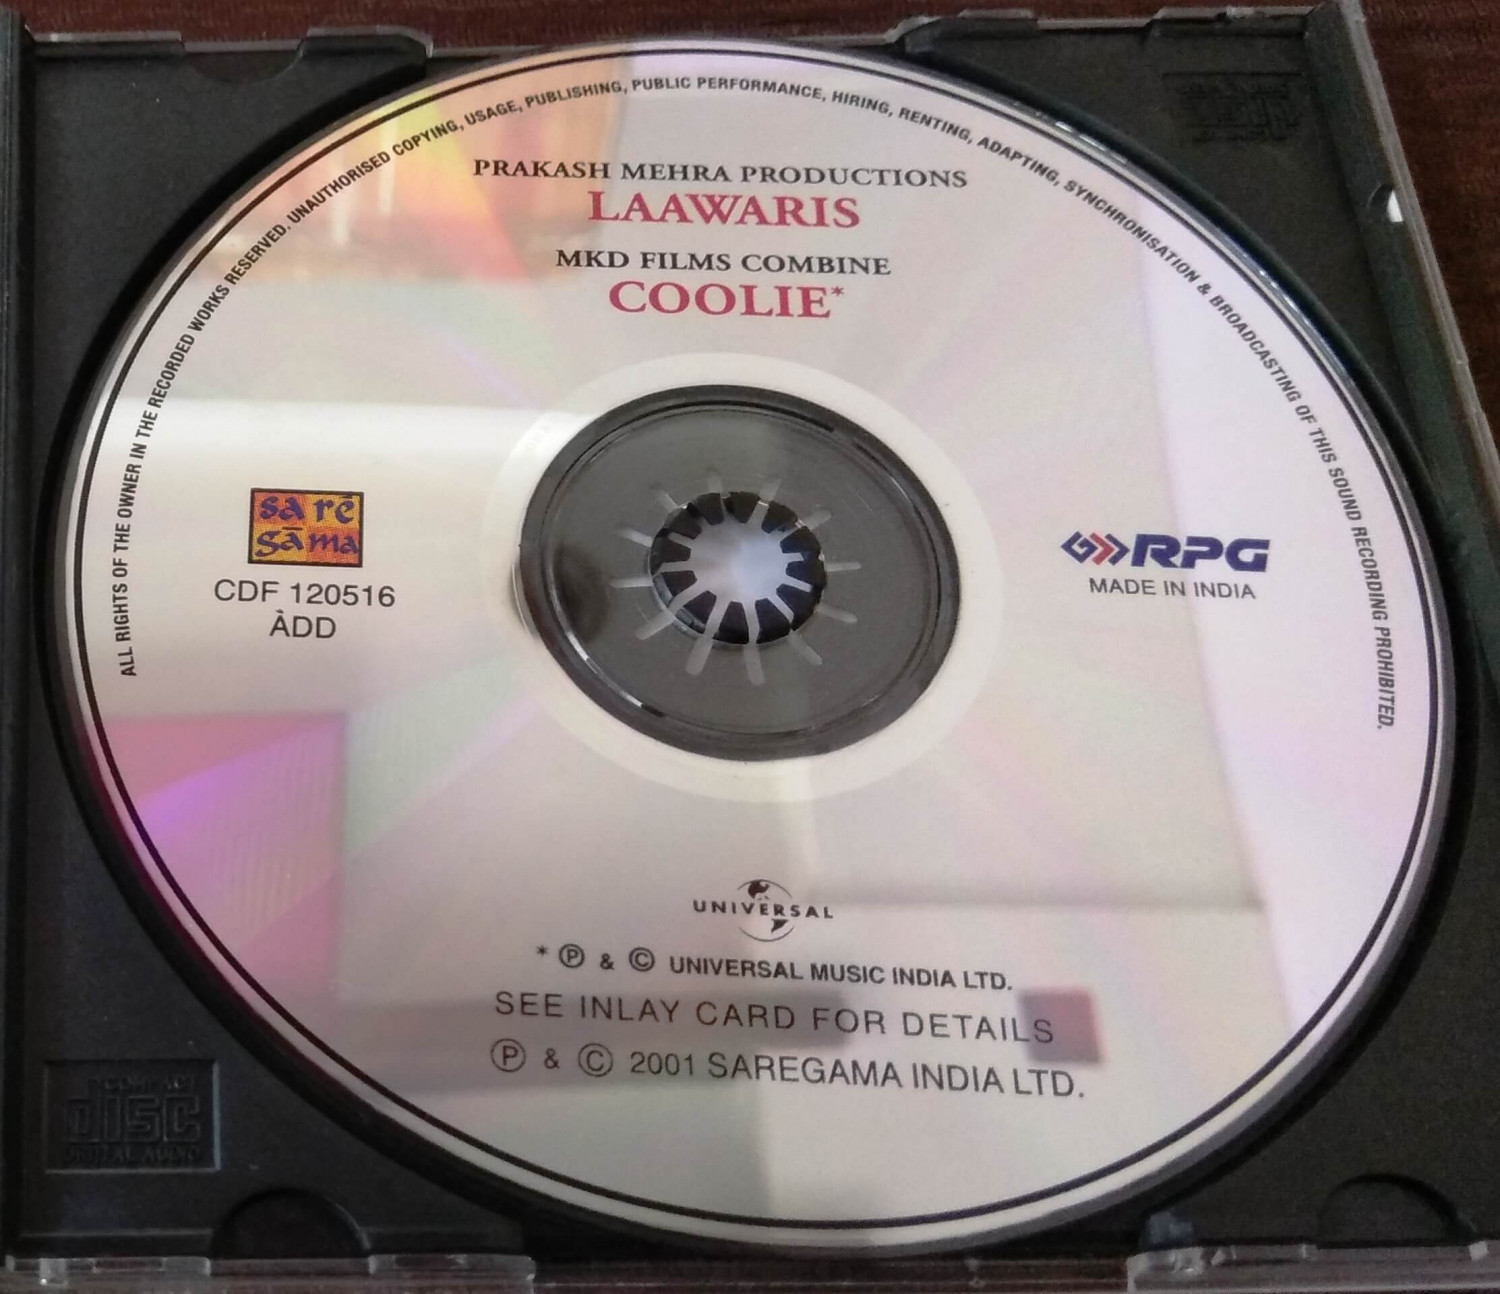 ALL RIGHTS OF THE OWNER IN THE RECORDED WORKS RESERVED. UNAUTHORISED COPYING, USAGE, PUBLISHING, PUBLIC PERFORMANCE, HIRING, RENTING, ADAPTING, SYNCHRONISATION & BROADCASTING OF THIS SOUND RECORDING PROHIBITED.
PRAKASH MEHRA PRODUCTIONS
LAAWARIS
MKD FILMS COMBINE
COOLIE*
sa rē
gā ma
CDF 120516
ADD
RPG
MADE IN INDIA
UNIVERSAL
* Ⓟ & © UNIVERSAL MUSIC INDIA LTD.
SEE INLAY CARD FOR DETAILS
Ⓟ & © 2001 SAREGAMA INDIA LTD.
COMPACT
disc
DIGITAL AUDIO